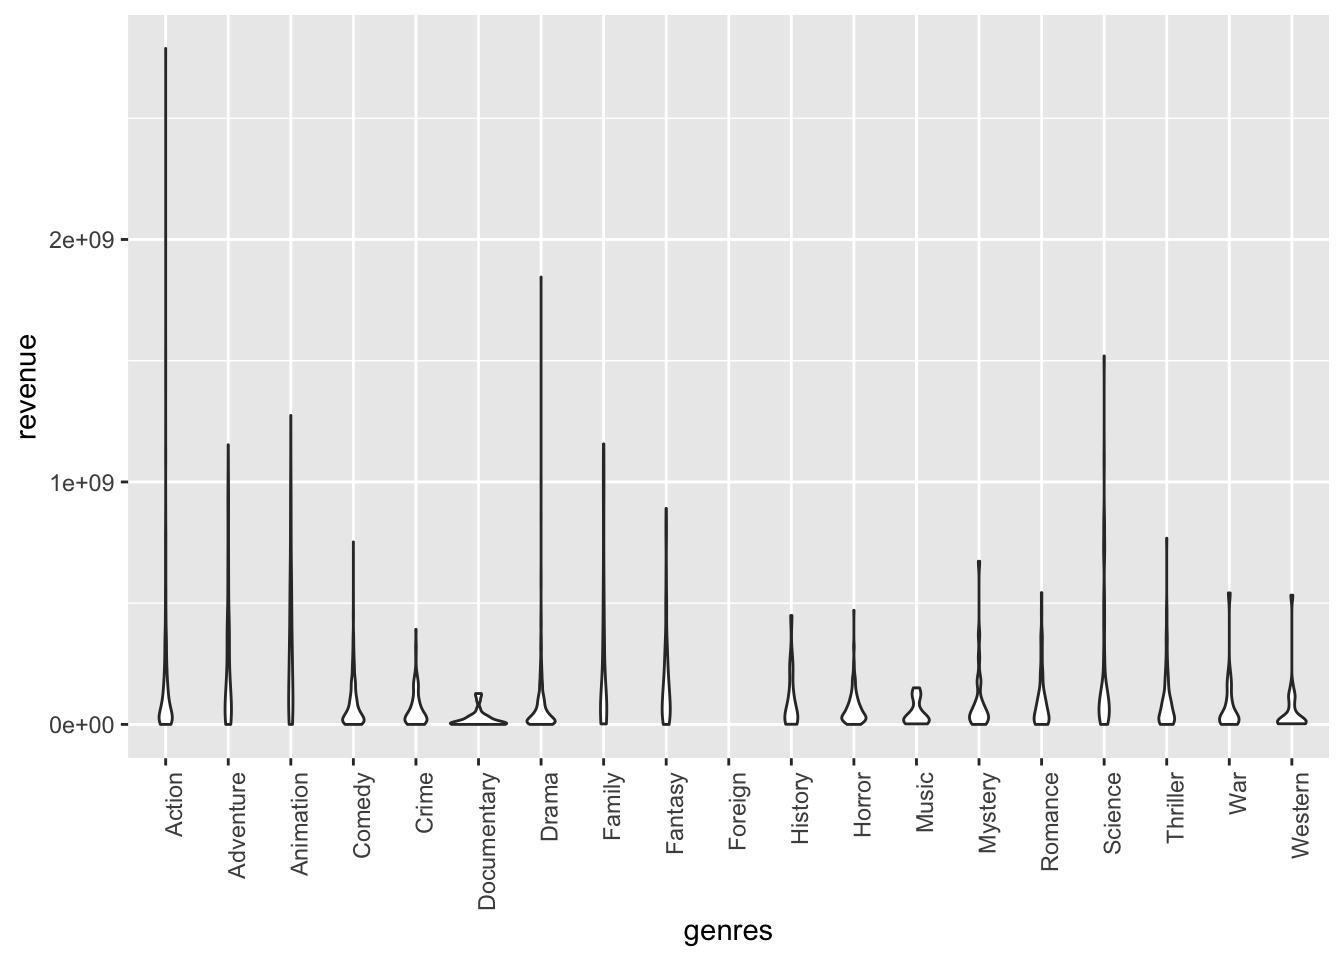 2e+09
1e+09
0e+00
revenue
Action
Adventure
Animation
Comedy
Crime
Documentary
Drama
Family
Fantasy
Foreign
History
Horror
Music
Mystery
Romance
Science
Thriller
War
Western
genres